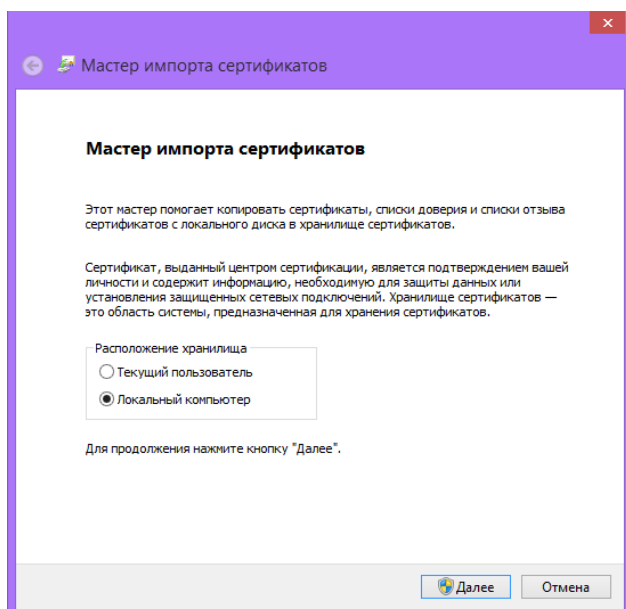 Мастер импорта сертификатов
Мастер импорта сертификатов
Этот мастер помогает копировать сертификаты, списки доверия и списки отзыва
сертификатов с локального диска в хранилище сертификатов.
Сертификат, выданный центром сертификации, является подтверждением вашей
личности и содержит информацию, необходимую для защиты данных или
установления защищенных сетевых подключений. Хранилище сертификатов —
это область системы, предназначенная для хранения сертификатов.
Расположение хранилища
Текущий пользователь
Локальный компьютер
Для продолжения нажмите кнопку "Далее".
Далее
Отмена